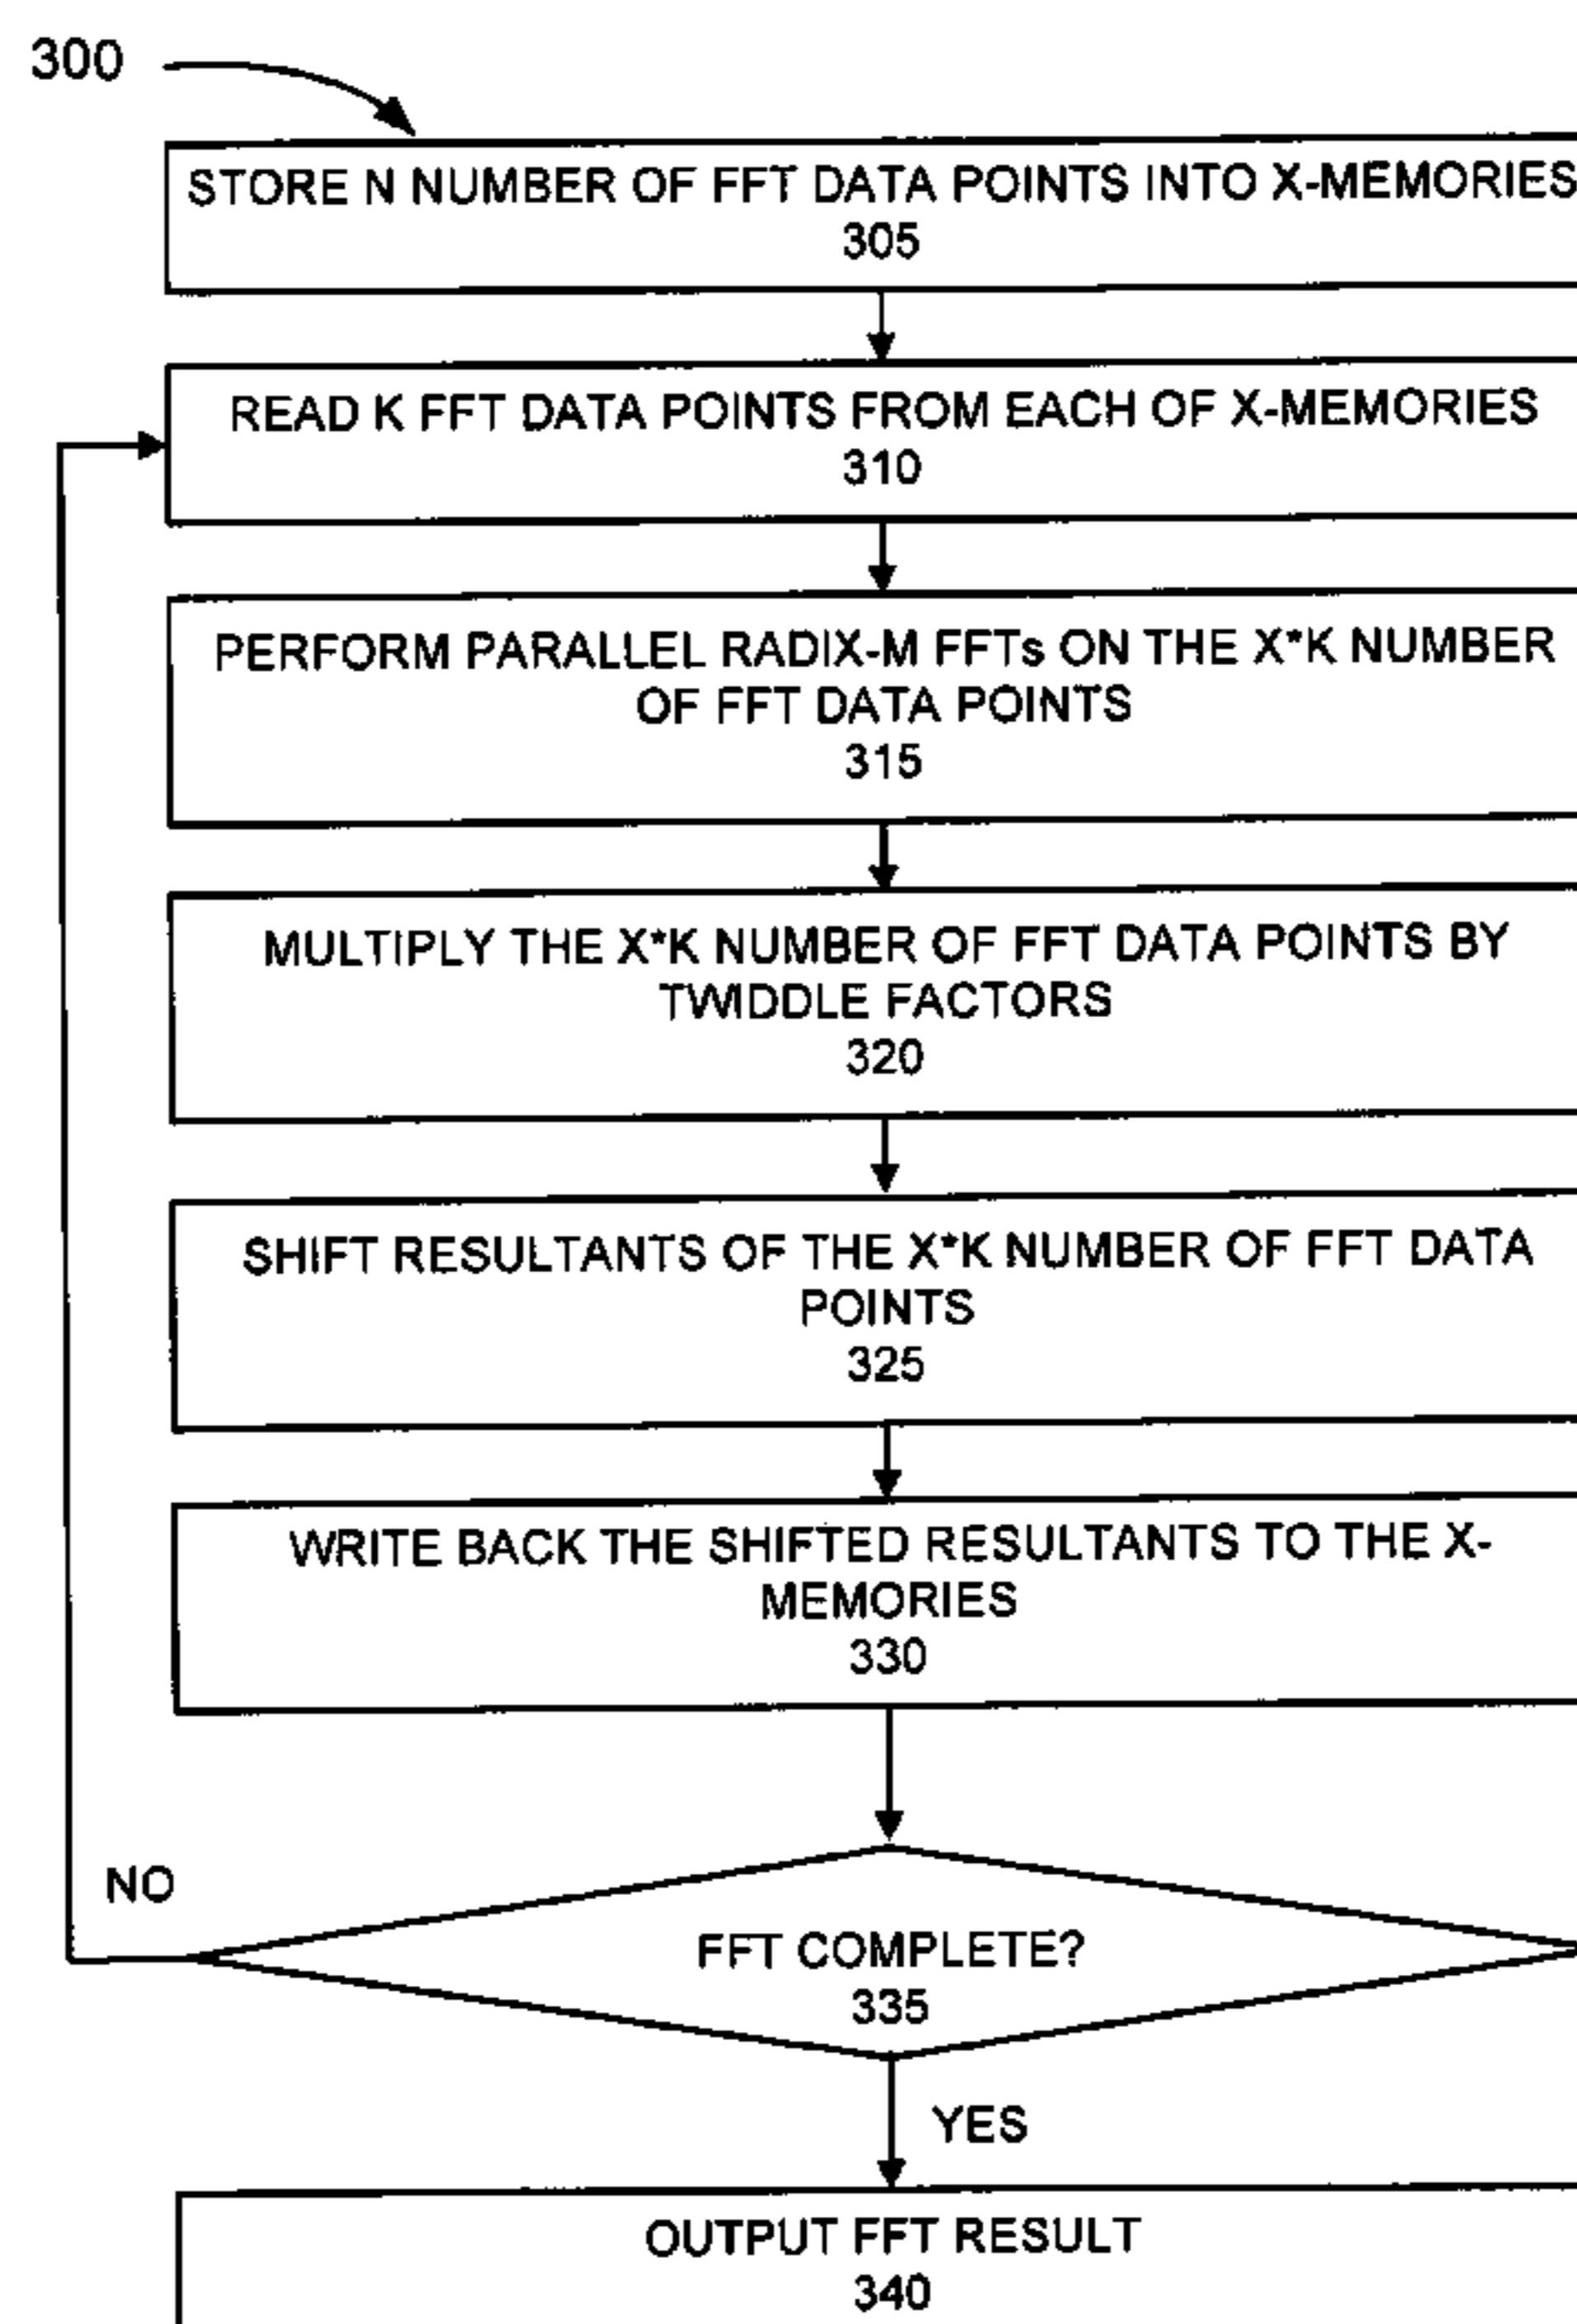 300
STORE N NUMBER OF FFT DATA POINTS INTO X-MEMORIES
305
READ K FFT DATA POINTS FROM EACH OF X-MEMORIES
310
PERFORM PARALLEL RADIX-M FFTs ON THE X*K NUMBER
OF FFT DATA POINTS
315
MULTIPLY THE X*K NUMBER OF FFT DATA POINTS BY
TWIDDLE FACTORS
320
SHIFT RESULTANTS OF THE X*K NUMBER OF FFT DATA
POINTS
325
WRITE BACK THE SHIFTED RESULTANTS TO THE X-
MEMORIES
330
NO
FFT COMPLETE?
335
YES
OUTPUT FFT RESULT
340